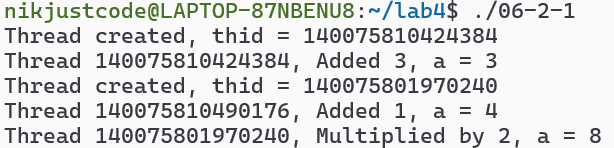 nikjustcode@LAPTOP-87NBENU8:~/lab4$ ./06-2-1
Thread created, thid = 140075810424384
Thread 140075810424384, Added 3, a = 3
Thread created, thid = 140075801970240
Thread 140075810490176, Added 1, a = 4
Thread 140075801970240, Multiplied by 2, a = 8